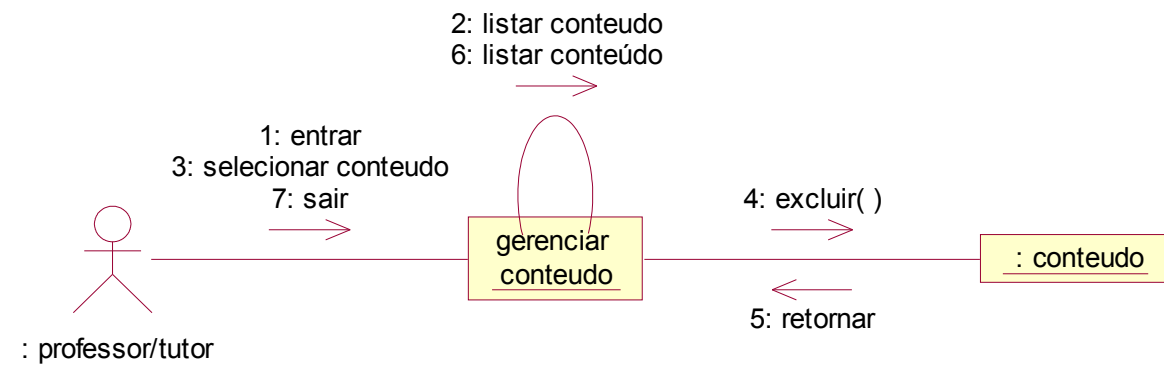 2: listar conteudo
6: listar conteúdo
1: entrar
3: selecionar conteudo
7: sair
4: excluir( )
gerenciar
conteudo
: conteudo
5: retornar
: professor/tutor